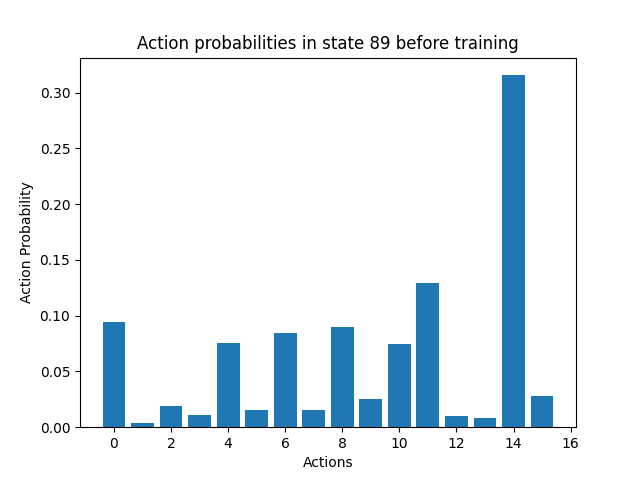 Action probabilities in state 89 before training
0.30
0.25
0.20
0.15
0.10
0.05
0.00
Action Probability
0 2 4 6 8 10 12 14 16
Actions